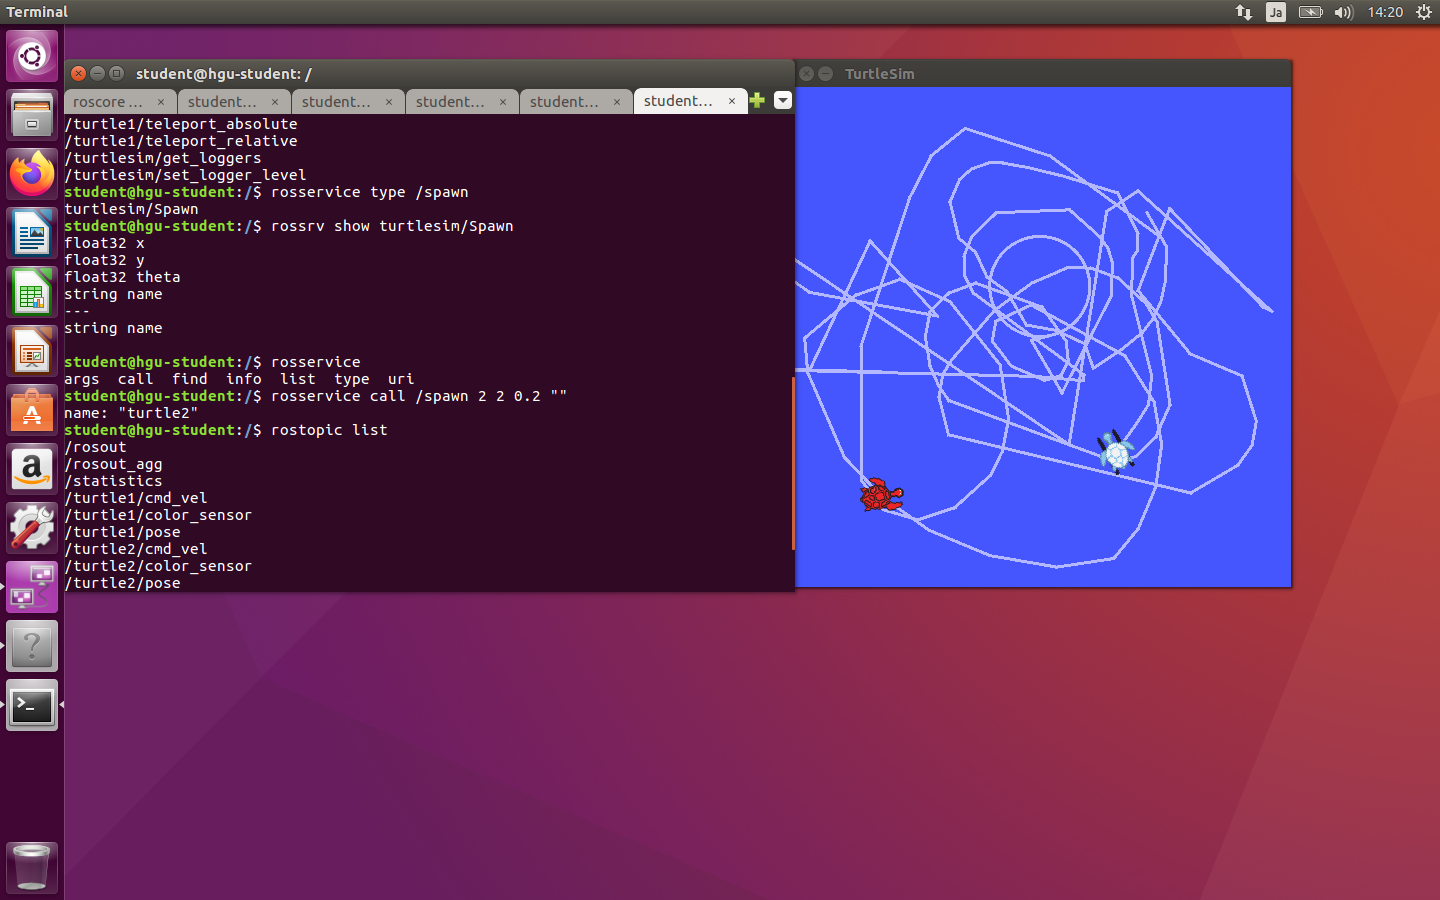 Terminal
Ja
14:20
student@hgu-student: /
TurtleSim
roscore ... × student... × student... × student... × student... × student... ×
/turtle1/teleport_absolute
/turtle1/teleport_relative
/turtlesim/get_loggers
/turtlesim/set_logger_level
student@hgu-student:/$ rosservice type /spawn
turtlesim/Spawn
student@hgu-student:/$ rossrv show turtlesim/Spawn
float32 x
float32 y
float32 theta
string name
---
string name
student@hgu-student:/$ rosservice
args  call  find  info  list  type  uri
student@hgu-student:/$ rosservice call /spawn 2 2 0.2 ""
name: "turtle2"
student@hgu-student:/$ rostopic list
/rosout
/rosout_agg
/statistics
/turtle1/cmd_vel
/turtle1/color_sensor
/turtle1/pose
/turtle2/cmd_vel
/turtle2/color_sensor
/turtle2/pose